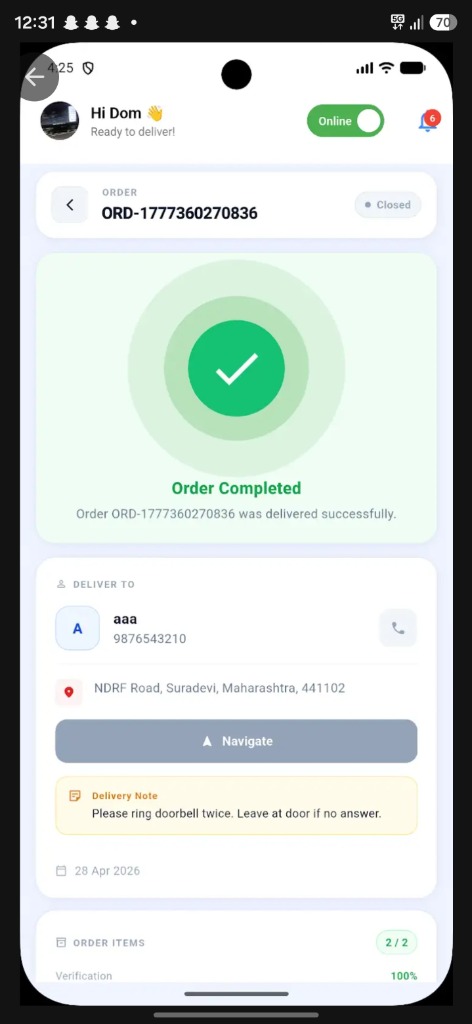 12:31
5G
70
4:25
Hi Dom 👋
Ready to deliver!
Online
6
ORDER
ORD-1777360270836
Closed
Order Completed
Order ORD-1777360270836 was delivered successfully.
DELIVER TO
A
aaa
9876543210
NDRF Road, Suradevi, Maharashtra, 441102
Navigate
Delivery Note
Please ring doorbell twice. Leave at door if no answer.
28 Apr 2026
ORDER ITEMS
2 / 2
Verification
100%